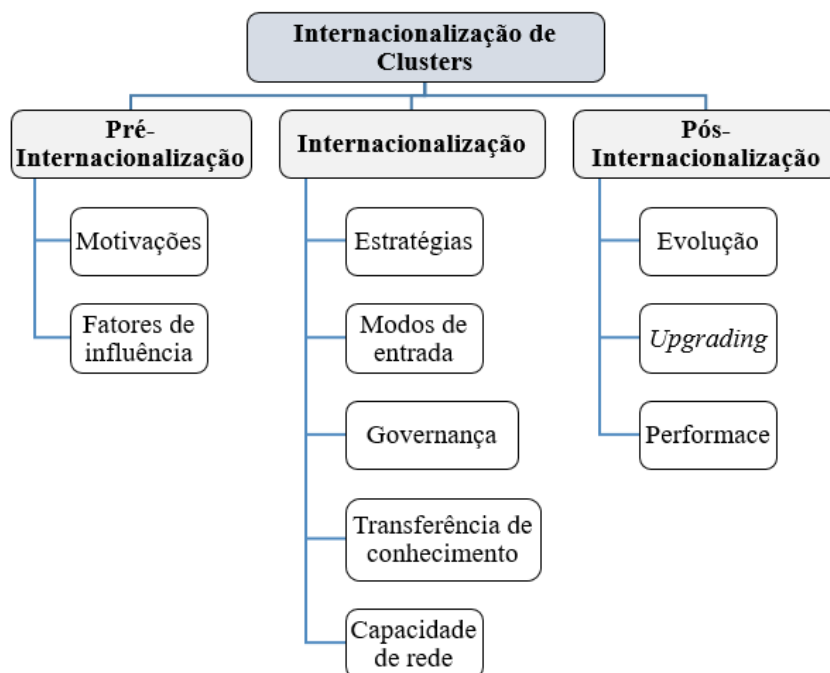 Internacionalização de
Clusters
Pré-
Internacionalização
Motivações
Fatores de
influência
Internacionalização
Estratégias
Modos de
entrada
Governança
Transferência de
conhecimento
Capacidade
de rede
Pós-
Internacionalização
Evolução
Upgrading
Performace